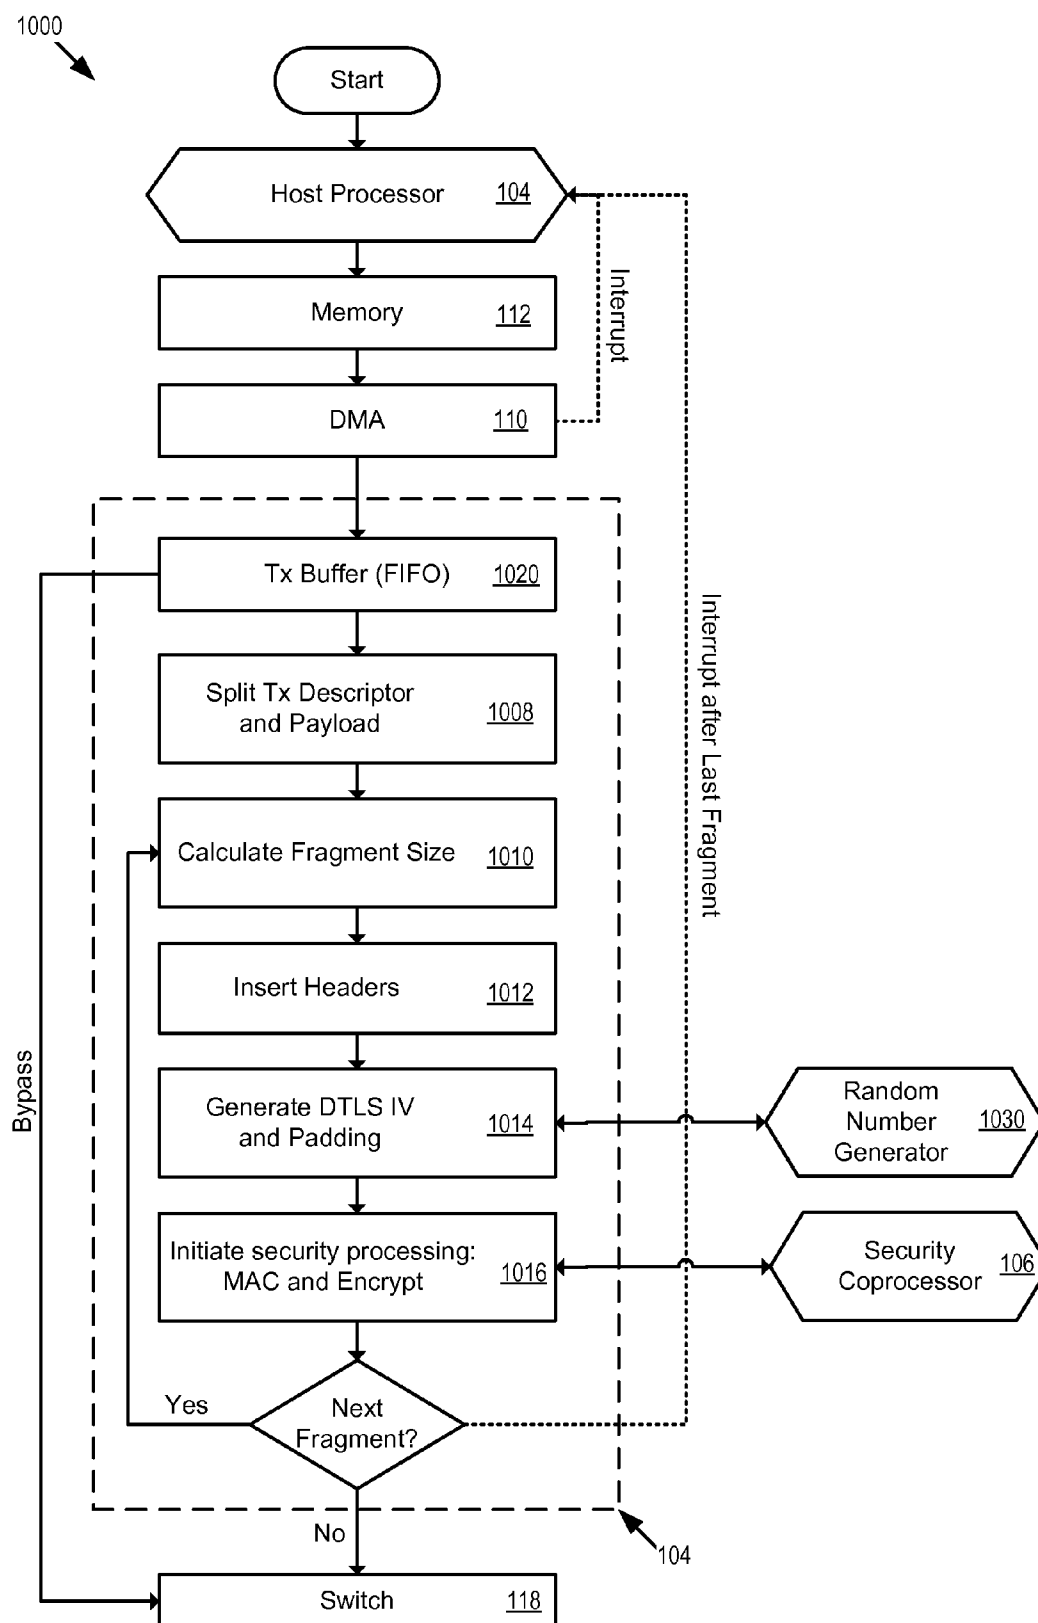 1000
Start
Host Processor 104
Memory 112
Interrupt
DMA 110
Tx Buffer (FIFO) 1020
Split Tx Descriptor
and Payload 1008
Interrupt after Last Fragment
Calculate Fragment Size 1010
Insert Headers 1012
Bypass
Generate DTLS IV
and Padding 1014
Random
Number
Generator 1030
Initiate security processing:
MAC and Encrypt 1016
Security
Coprocessor 106
Yes
Next
Fragment?
No
104
Switch 118